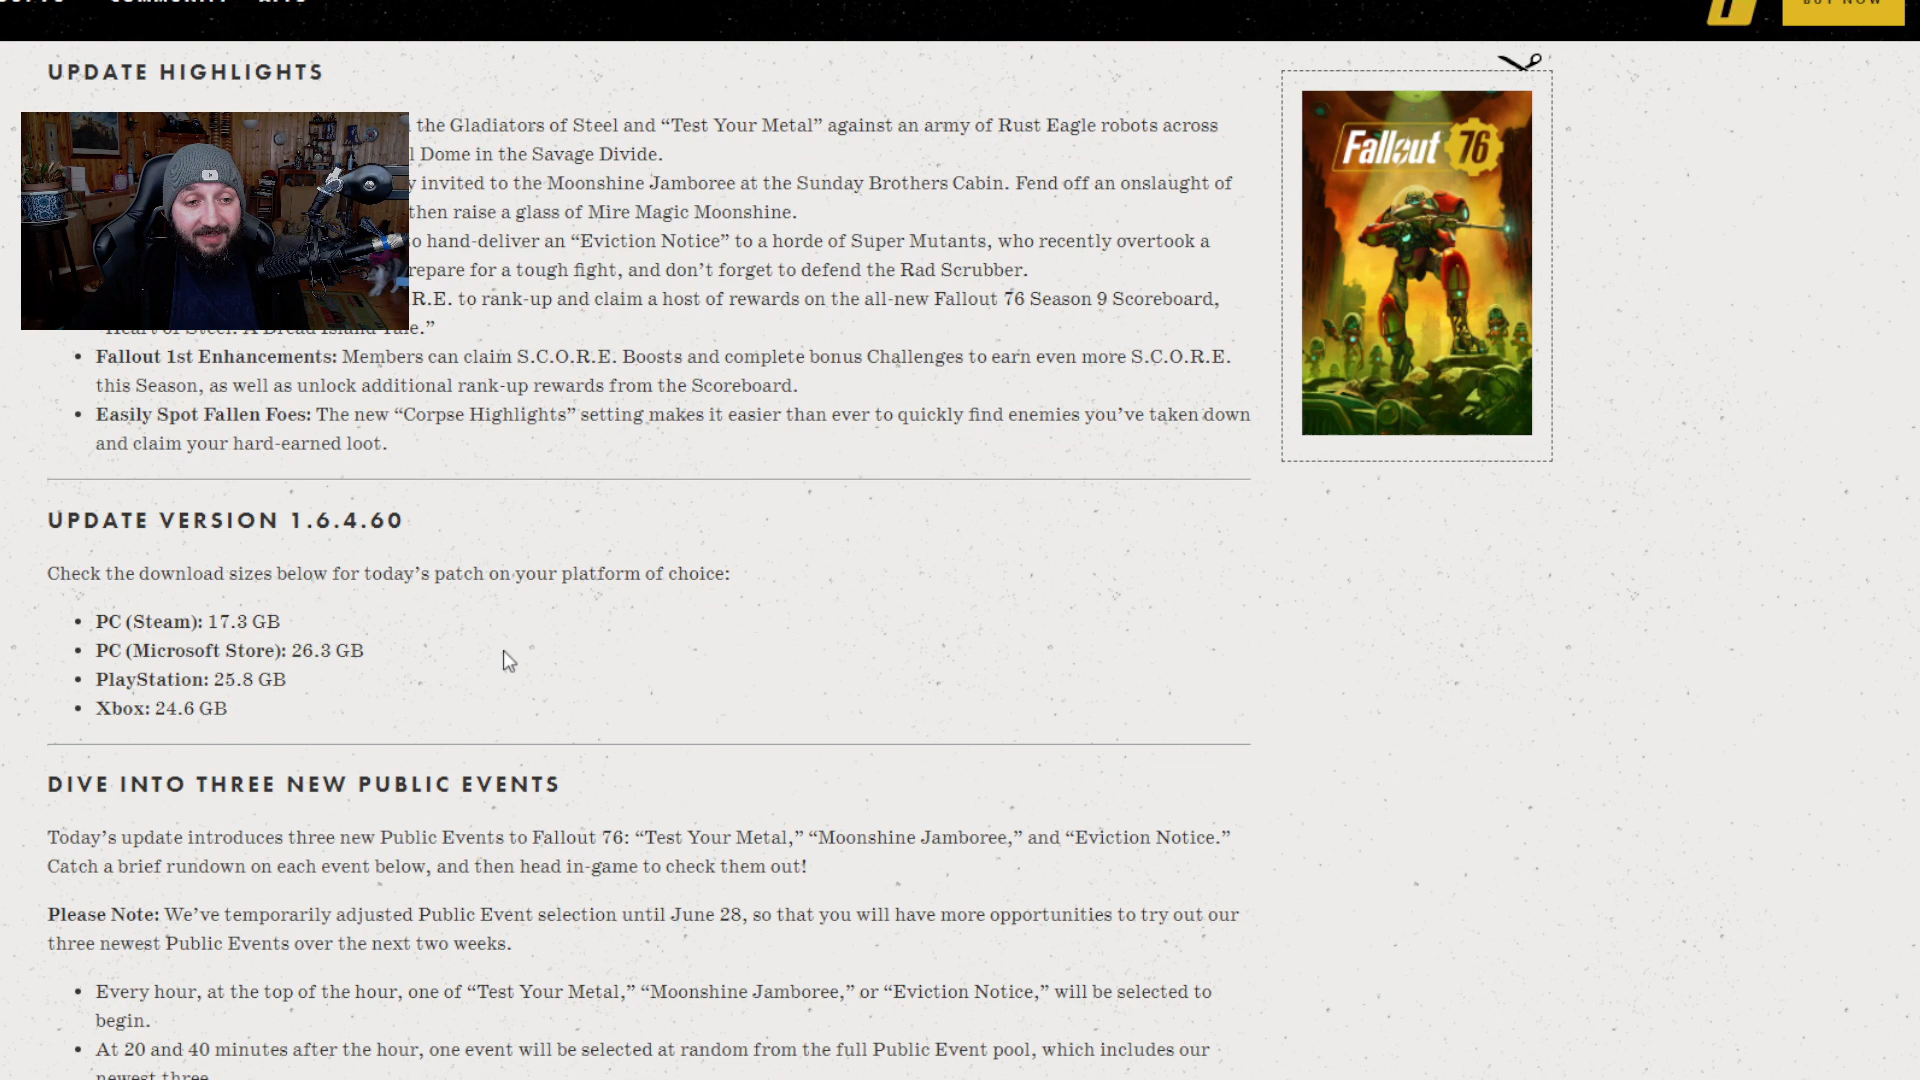 UPDATE HIGHLIGHTS
the Gladiators of Steel and “Test Your Metal” against an army of Rust Eagle robots across
Dome in the Savage Divide.
invited to the Moonshine Jamboree at the Sunday Brothers Cabin. Fend off an onslaught of
then raise a glass of Mire Magic Moonshine.
hand-deliver an “Eviction Notice” to a horde of Super Mutants, who recently overtook a
repare for a tough fight, and don’t forget to defend the Rad Scrubber.
R.E. to rank-up and claim a host of rewards on the all-new Fallout 76 Season 9 Scoreboard,
“Heart of Steel: A Dread Island Tale.”
• Fallout 1st Enhancements: Members can claim S.C.O.R.E. Boosts and complete bonus Challenges to earn even more S.C.O.R.E.
this Season, as well as unlock additional rank-up rewards from the Scoreboard.
• Easily Spot Fallen Foes: The new “Corpse Highlights” setting makes it easier than ever to quickly find enemies you’ve taken down
and claim your hard-earned loot.
Fallout 76
UPDATE VERSION 1.6.4.60
Check the download sizes below for today’s patch on your platform of choice:
• PC (Steam): 17.3 GB
• PC (Microsoft Store): 26.3 GB
• PlayStation: 25.8 GB
• Xbox: 24.6 GB
DIVE INTO THREE NEW PUBLIC EVENTS
Today’s update introduces three new Public Events to Fallout 76: “Test Your Metal,” “Moonshine Jamboree,” and “Eviction Notice.”
Catch a brief rundown on each event below, and then head in-game to check them out!
Please Note: We’ve temporarily adjusted Public Event selection until June 28, so that you will have more opportunities to try out our
three newest Public Events over the next two weeks.
• Every hour, at the top of the hour, one of “Test Your Metal,” “Moonshine Jamboree,” or “Eviction Notice,” will be selected to
begin.
• At 20 and 40 minutes after the hour, one event will be selected at random from the full Public Event pool, which includes our
newest three